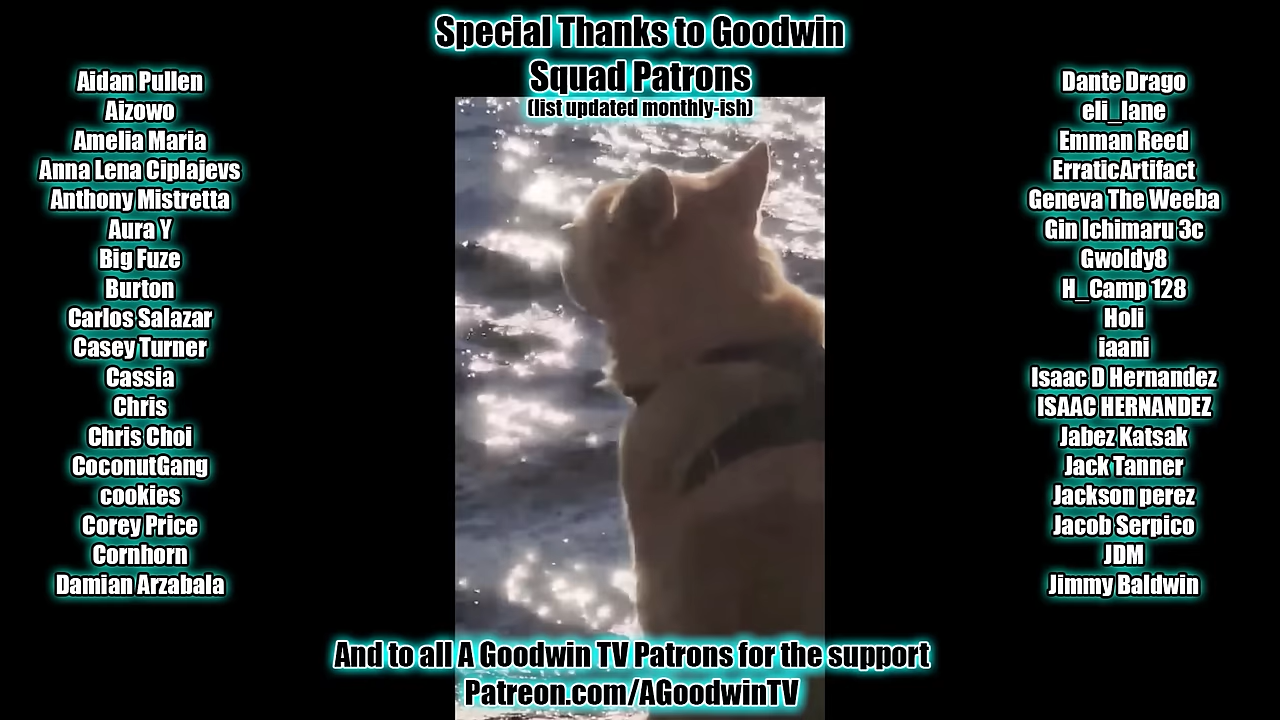 Special Thanks to Goodwin
Squad Patrons
(list updated monthly-ish)
Aidan Pullen
Aizowo
Amelia Maria
Anna Lena Ciplajevs
Anthony Mistretta
Aura Y
Big Fuze
Burton
Carlos Salazar
Casey Turner
Cassia
Chris
Chris Choi
CoconutGang
cookies
Corey Price
Cornhorn
Damian Arzabala
Dante Drago
eli_lane
Emman Reed
ErraticArtifact
Geneva The Weeba
Gin Ichimaru 3c
Gwoldy8
H_Camp 128
Holi
iaani
Isaac D Hernandez
ISAAC HERNANDEZ
Jabez Katsak
Jack Tanner
Jackson perez
Jacob Serpico
JDM
Jimmy Baldwin
And to all A Goodwin TV Patrons for the support
Patreon.com/AGoodwinTV